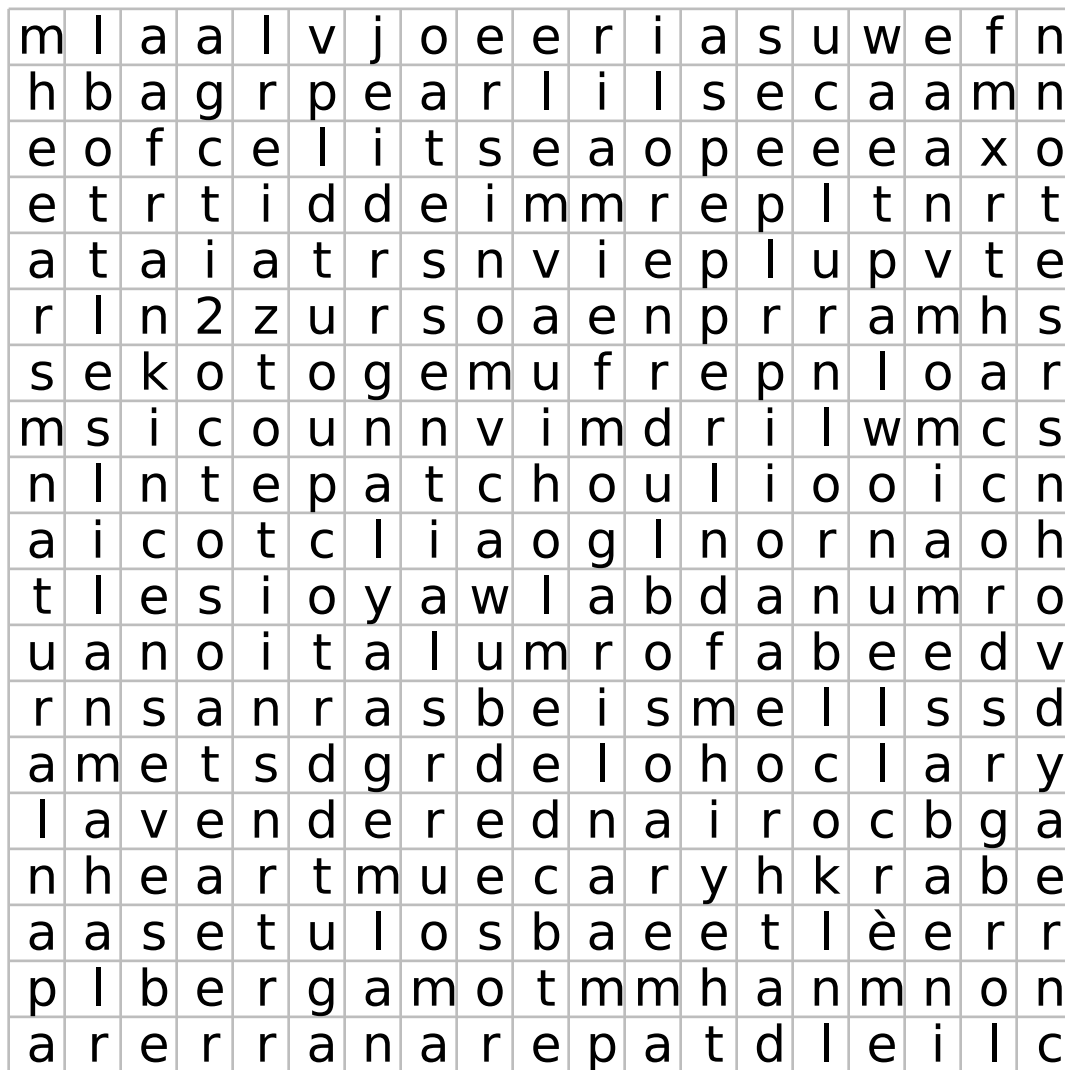 m l a a l v j o e e r i a s u w e f n
h b a g r p e a r l i l s e c a a m n
e o f c e l i t s e a o p e e e a x o
e t r t i d d e i m m r e p l t n r t
a t a i a t r s n v i e p l u p v t e
r l n 2 z u r s o a e n p r r a m h s
s e k o t o g e m u f r e p n l o a r
m s i c o u n n v i m d r i l w m c s
n l n t e p a t c h o u l i o o i c n
a i c o t c l i a o g l n o r n a o h
t l e s i o y a w l a b d a n u m r o
u a n o i t a l u m r o f a b e e d v
r n s a n r a s b e i s m e l l s s d
a m e t s d g r d e l o h o c l a r y
l a v e n d e r e d n a i r o c b g a
n h e a r t m u e c a r y h k r a b e
a a s e t u l o s b a e e t l è e r r
p l b e r g a m o t m m h a n m n o n
a r e r r a n a r e p a t d l e i l c